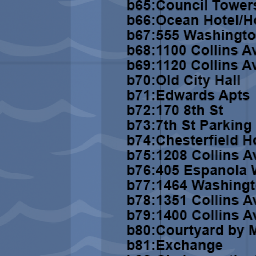 b65:Council Towers
b66:Ocean Hotel/
b67:555 Washingto
b68:1100 Collins Av
b69:1120 Collins Av
b70:Old City Hall
b71:Edwards Apts
b72:170 8th St
b73:7th St Parking
b74:Chesterfield Ho
b75:1208 Collins Av
b76:405 Espanola W
b77:1464 Washingt
b78:1351 Collins Av
b79:1400 Collins Av
b80:Courtyard by M
b81:Exchange